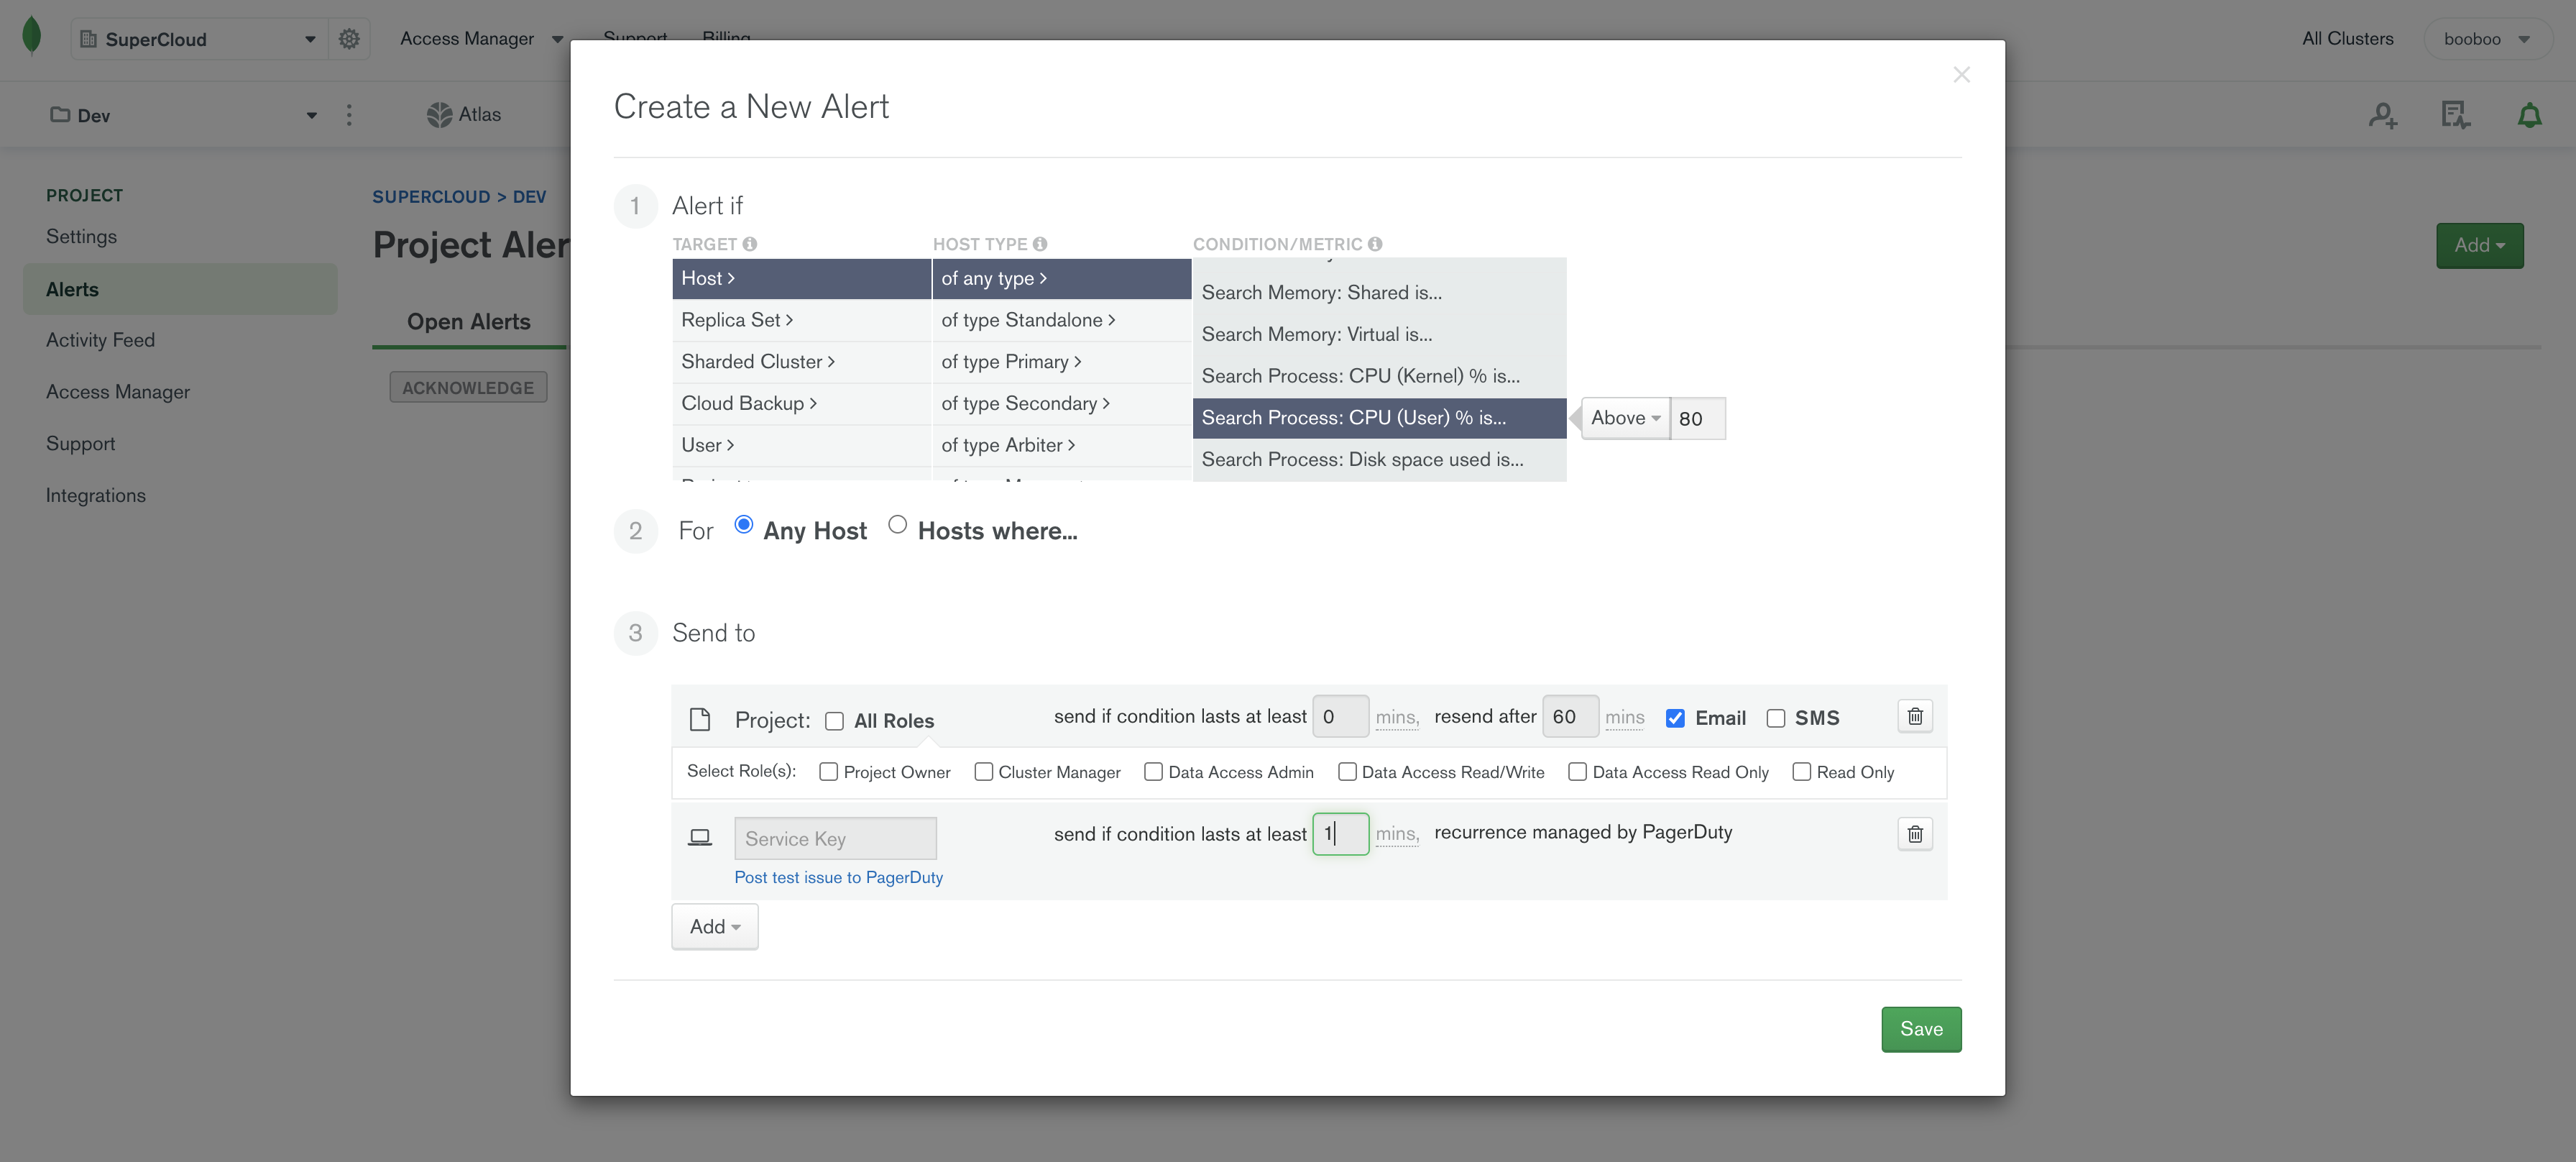 SuperCloud
Access Manager
Support
Billing
All Clusters
booboo
Dev
Atlas
PROJECT
Settings
Alerts
Activity Feed
Access Manager
Support
Integrations
SUPERCLOUD > DEV
Project Aler
Open Alerts
ACKNOWLEDGE
Add
Create a New Alert
1 Alert if
TARGET
HOST TYPE
CONDITION/METRIC
Host >
Replica Set >
Sharded Cluster >
Cloud Backup >
User >
of any type >
of type Standalone >
of type Primary >
of type Secondary >
of type Arbiter >
Search Memory: Shared is...
Search Memory: Virtual is...
Search Process: CPU (Kernel) % is...
Search Process: CPU (User) % is...
Search Process: Disk space used is...
Above 80
2 For Any Host Hosts where...
3 Send to
Project: All Roles send if condition lasts at least 0 mins, resend after 60 mins Email SMS
Select Role(s): Project Owner Cluster Manager Data Access Admin Data Access Read/Write Data Access Read Only Read Only
Service Key send if condition lasts at least 1 mins, recurrence managed by PagerDuty
Post test issue to PagerDuty
Add
Save